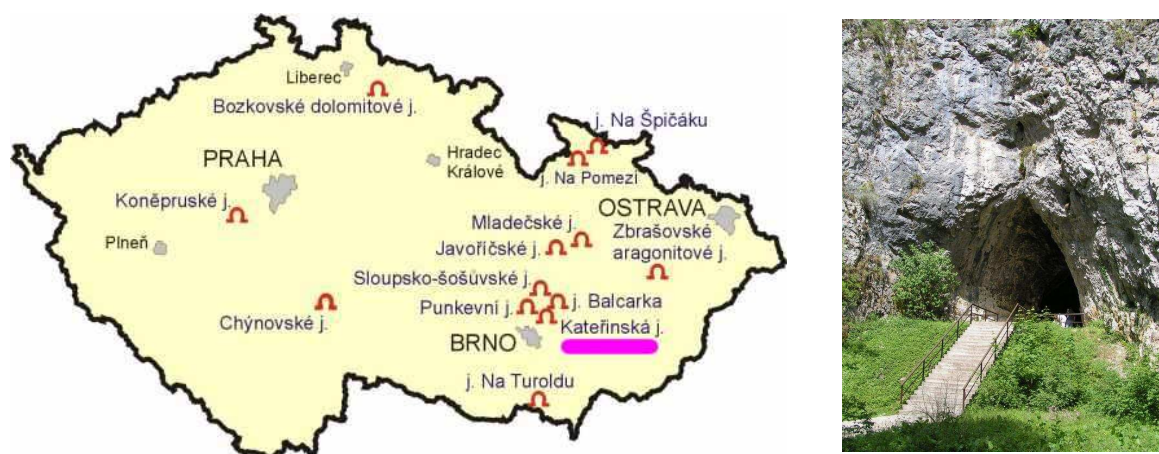 Liberec
Bozkovské dolomitové j.
j. Na Špičáku
PRAHA
Hradec
Králové
j. Na Pomezí
Koněpruské j.
OSTRAVA
Mladečské j.
Plneň
Javoříčské j.
Zbrašovské
aragonitové j.
Sloupsko-šošůvské j.
Punkevní j.
j. Balcarka
Chýnovské j.
Kateřinská j.
BRNO
j. Na Turoldu